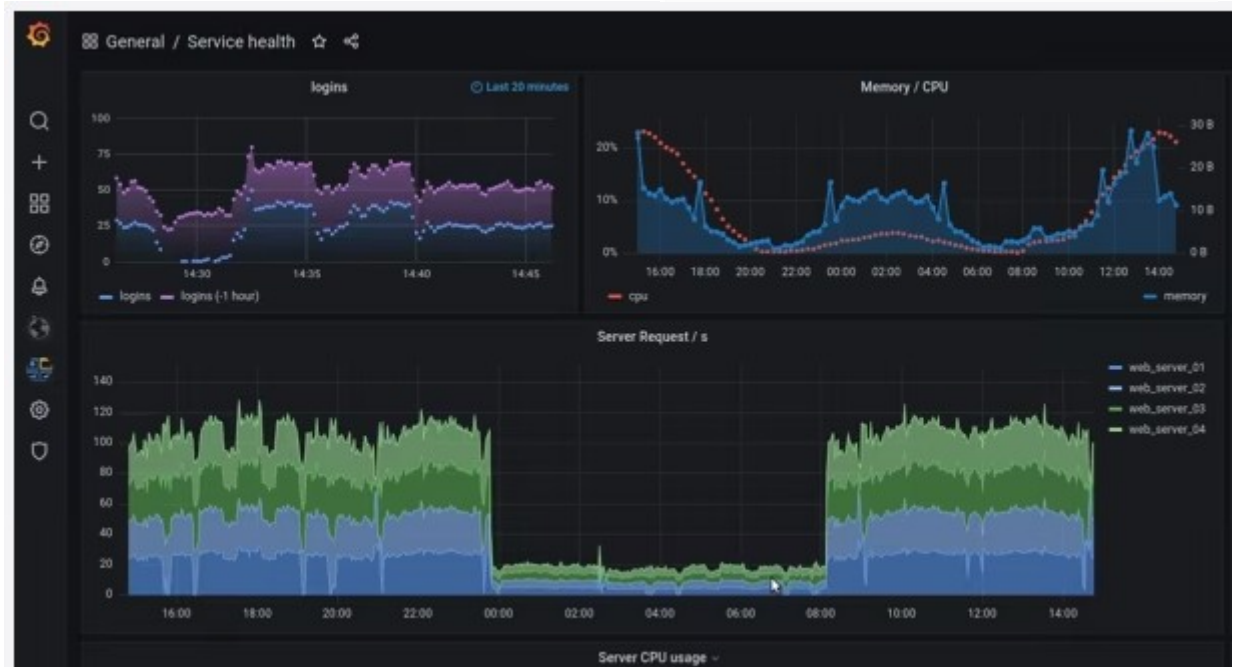 General / Service health
logins
Last 20 minutes
100
75
50
25
0
14:30 14:35 14:40 14:45
logins logins (-1 hour)
Memory / CPU
20%
10%
0%
30 B
20 B
10 B
0 B
16:00 18:00 20:00 22:00 00:00 02:00 04:00 06:00 08:00 10:00 12:00 14:00
cpu memory
Server Request / s
140
120
100
80
60
40
20
0
16:00 18:00 20:00 22:00 00:00 02:00 04:00 06:00 08:00 10:00 12:00 14:00
web_server_01
web_server_02
web_server_03
web_server_04
Server CPU usage